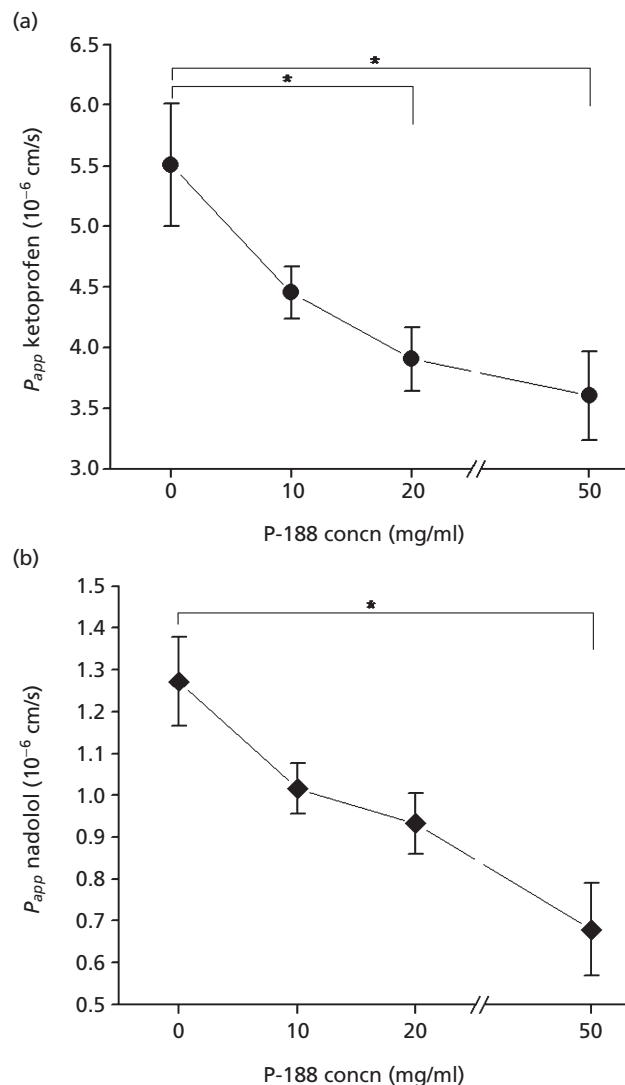 (a)
6.5
6.0
5.5
5.0
4.5
4.0
3.5
3.0
P_app ketoprofen (10⁻⁶ cm/s)
*
*
0 10 20 50
P-188 concn (mg/ml)
(b)
1.5
1.4
1.3
1.2
1.1
1.0
0.9
0.8
0.7
0.6
0.5
P_app nadolol (10⁻⁶ cm/s)
*
0 10 20 50
P-188 concn (mg/ml)